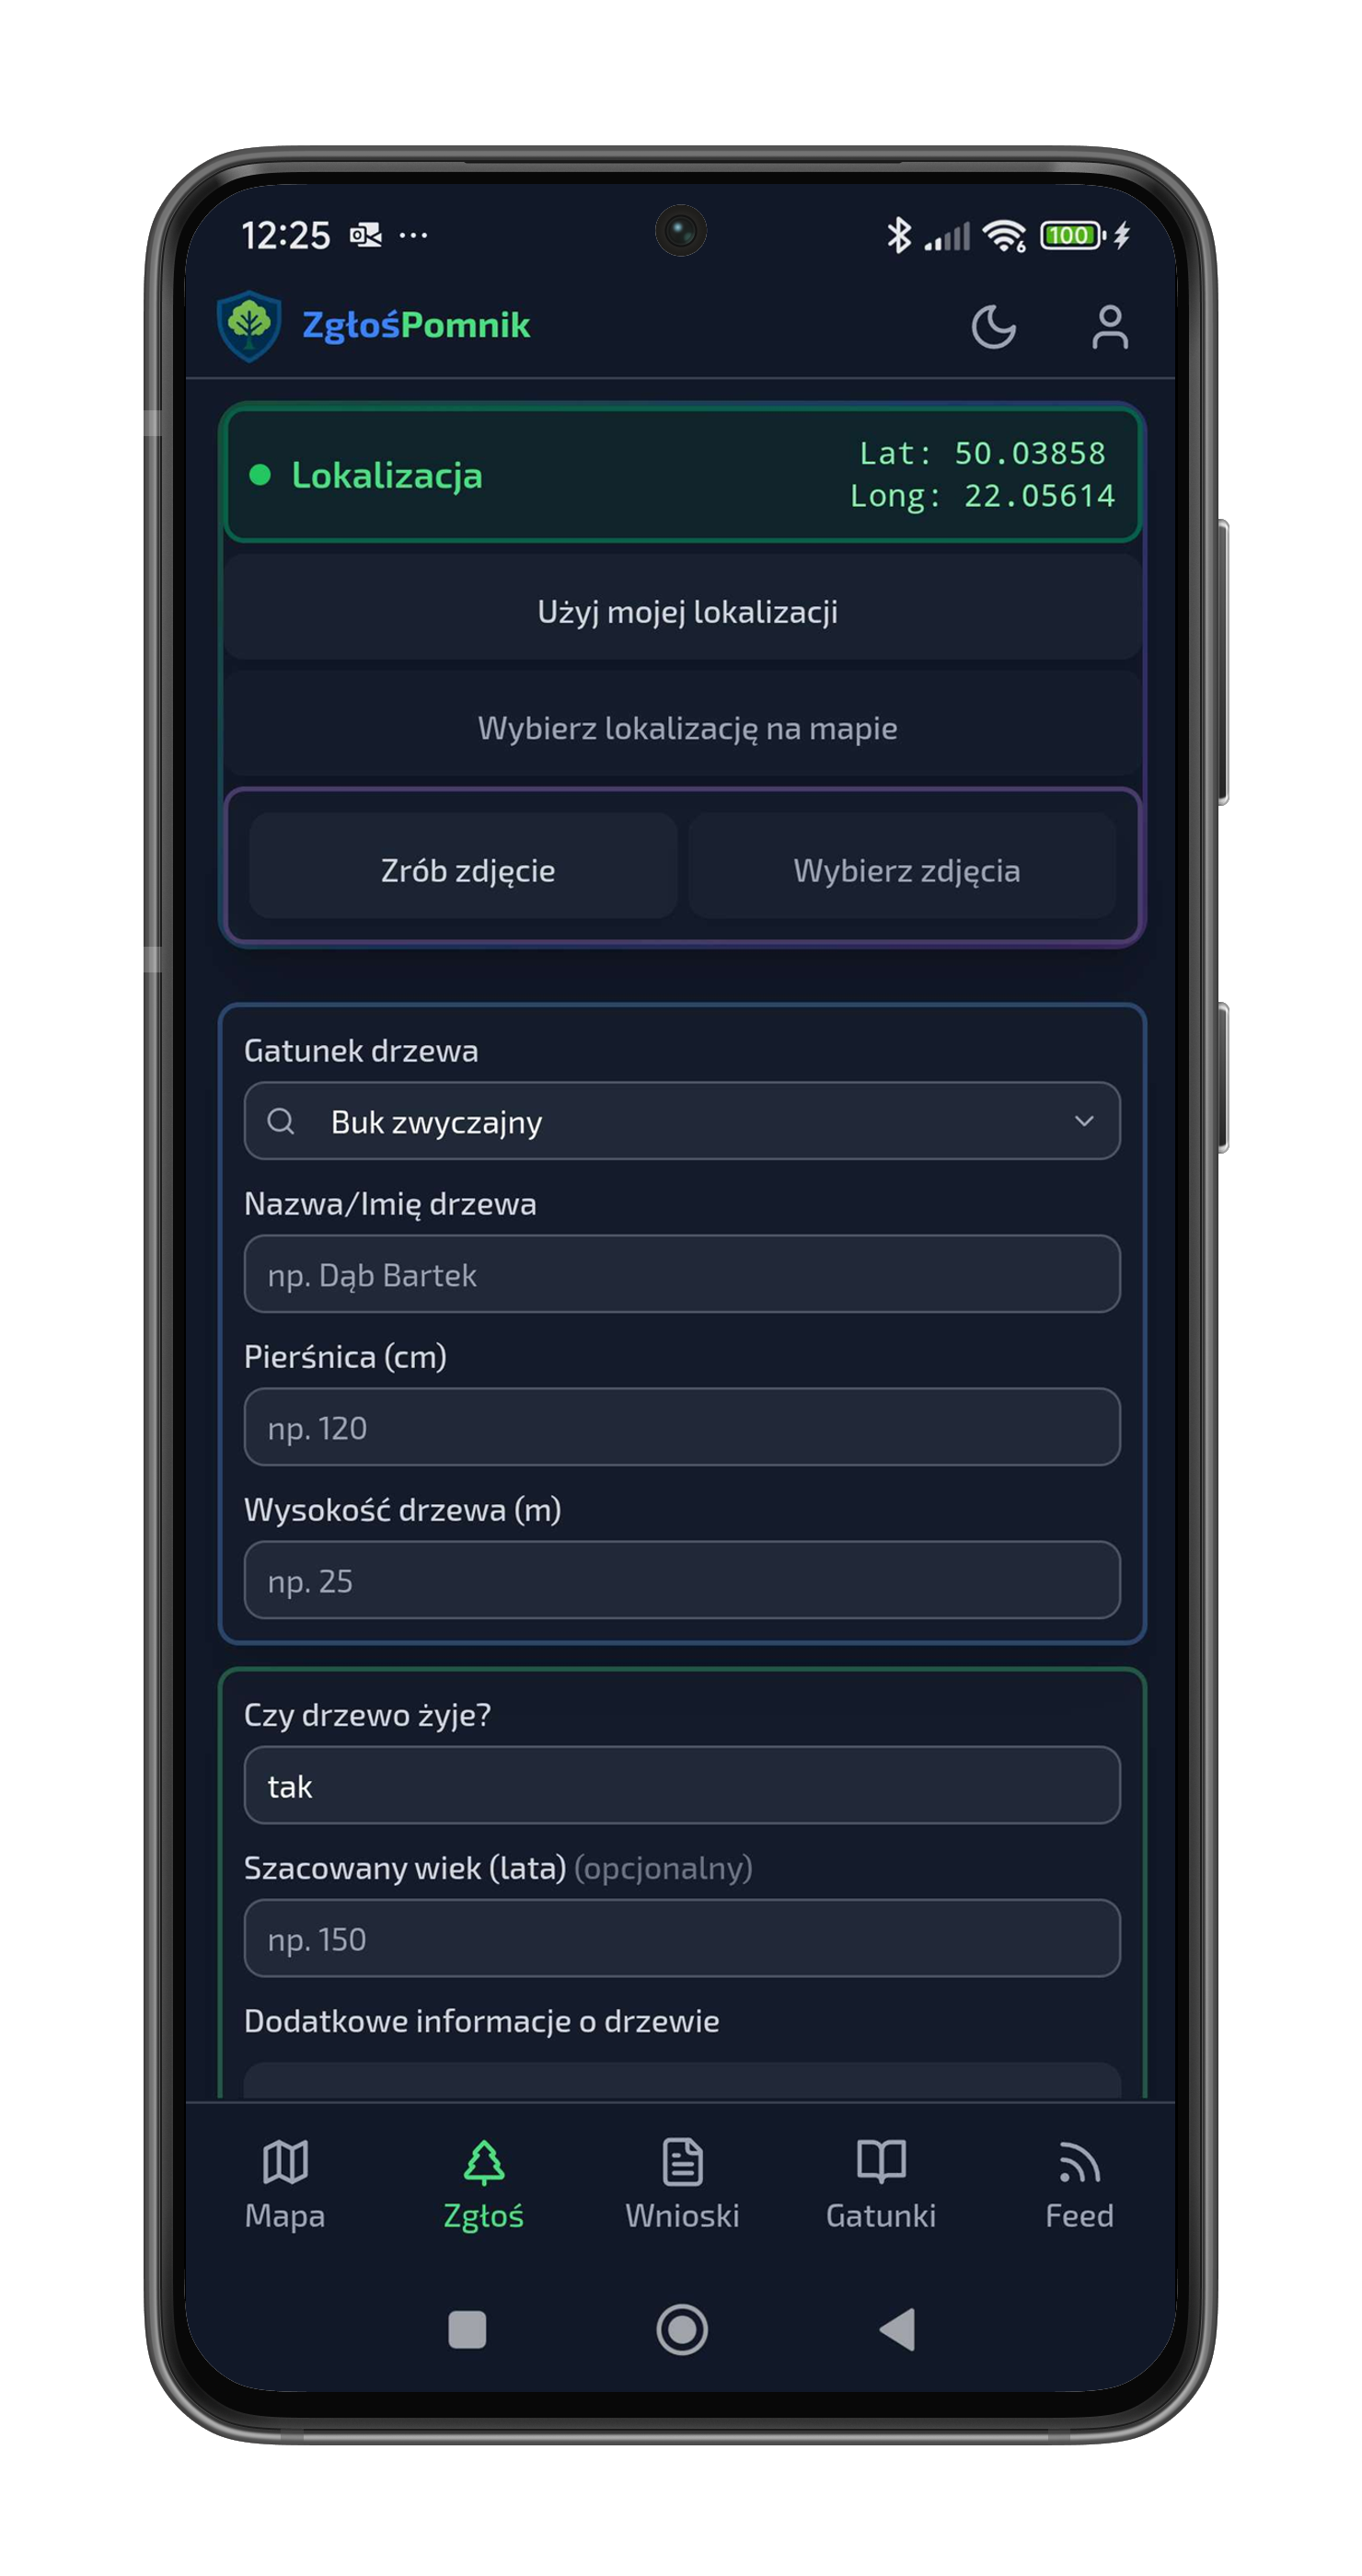 12:25 ... 6 100
ZgłośPomnik
Lokalizacja
Lat: 50.03858
Long: 22.05614
Użyj mojej lokalizacji
Wybierz lokalizację na mapie
Zrób zdjęcie Wybierz zdjęcia
Gatunek drzewa
Buk zwyczajny
Nazwa/Imię drzewa
np. Dąb Bartek
Pierśnica (cm)
np. 120
Wysokość drzewa (m)
np. 25
Czy drzewo żyje?
tak
Szacowany wiek (lata) (opcjonalny)
np. 150
Dodatkowe informacje o drzewie
Mapa Zgłoś Wnioski Gatunki Feed